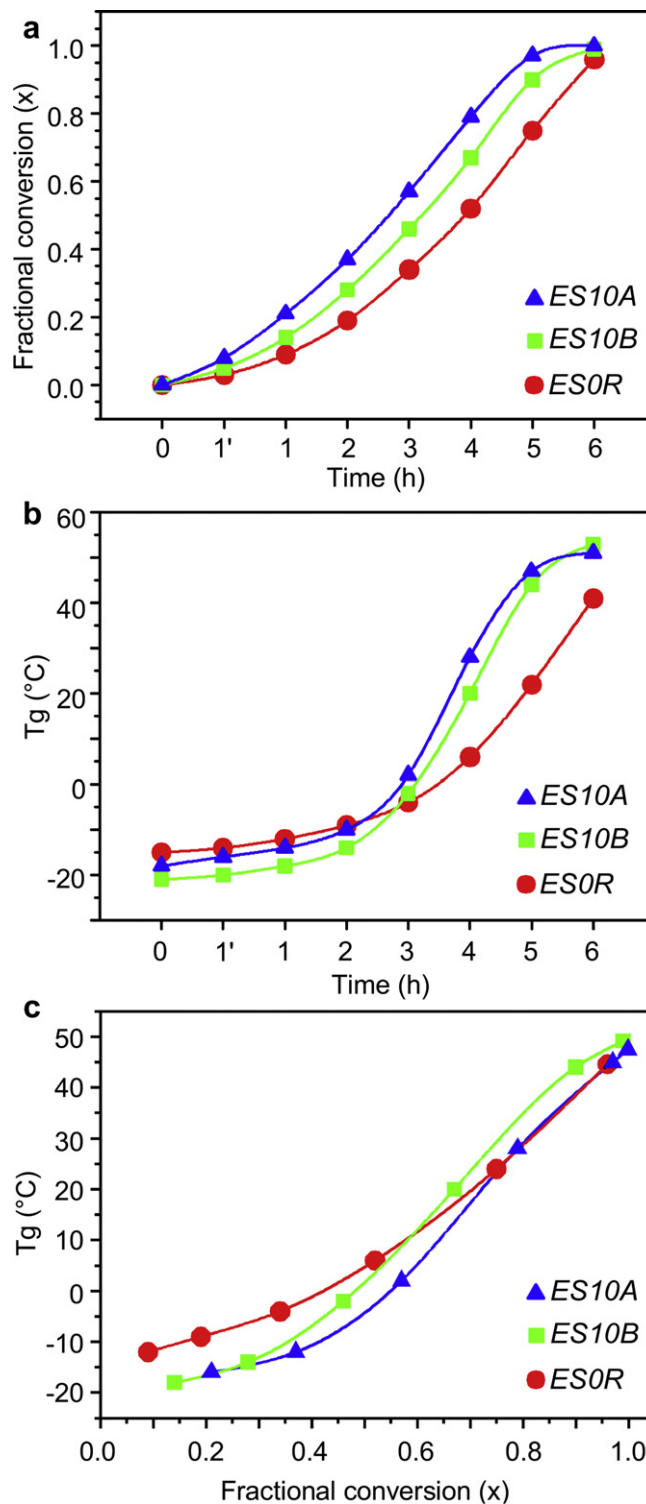 a
Fractional conversion (x)
1.0
0.8
0.6
0.4
0.2
0.0
ES10A
ES10B
ES0R
0 1' 1 2 3 4 5 6
Time (h)
b
Tg (°C)
60
40
20
0
-20
ES10A
ES10B
ES0R
0 1' 1 2 3 4 5 6
Time (h)
c
Tg (°C)
50
40
30
20
10
0
-10
-20
ES10A
ES10B
ES0R
0.0 0.2 0.4 0.6 0.8 1.0
Fractional conversion (x)